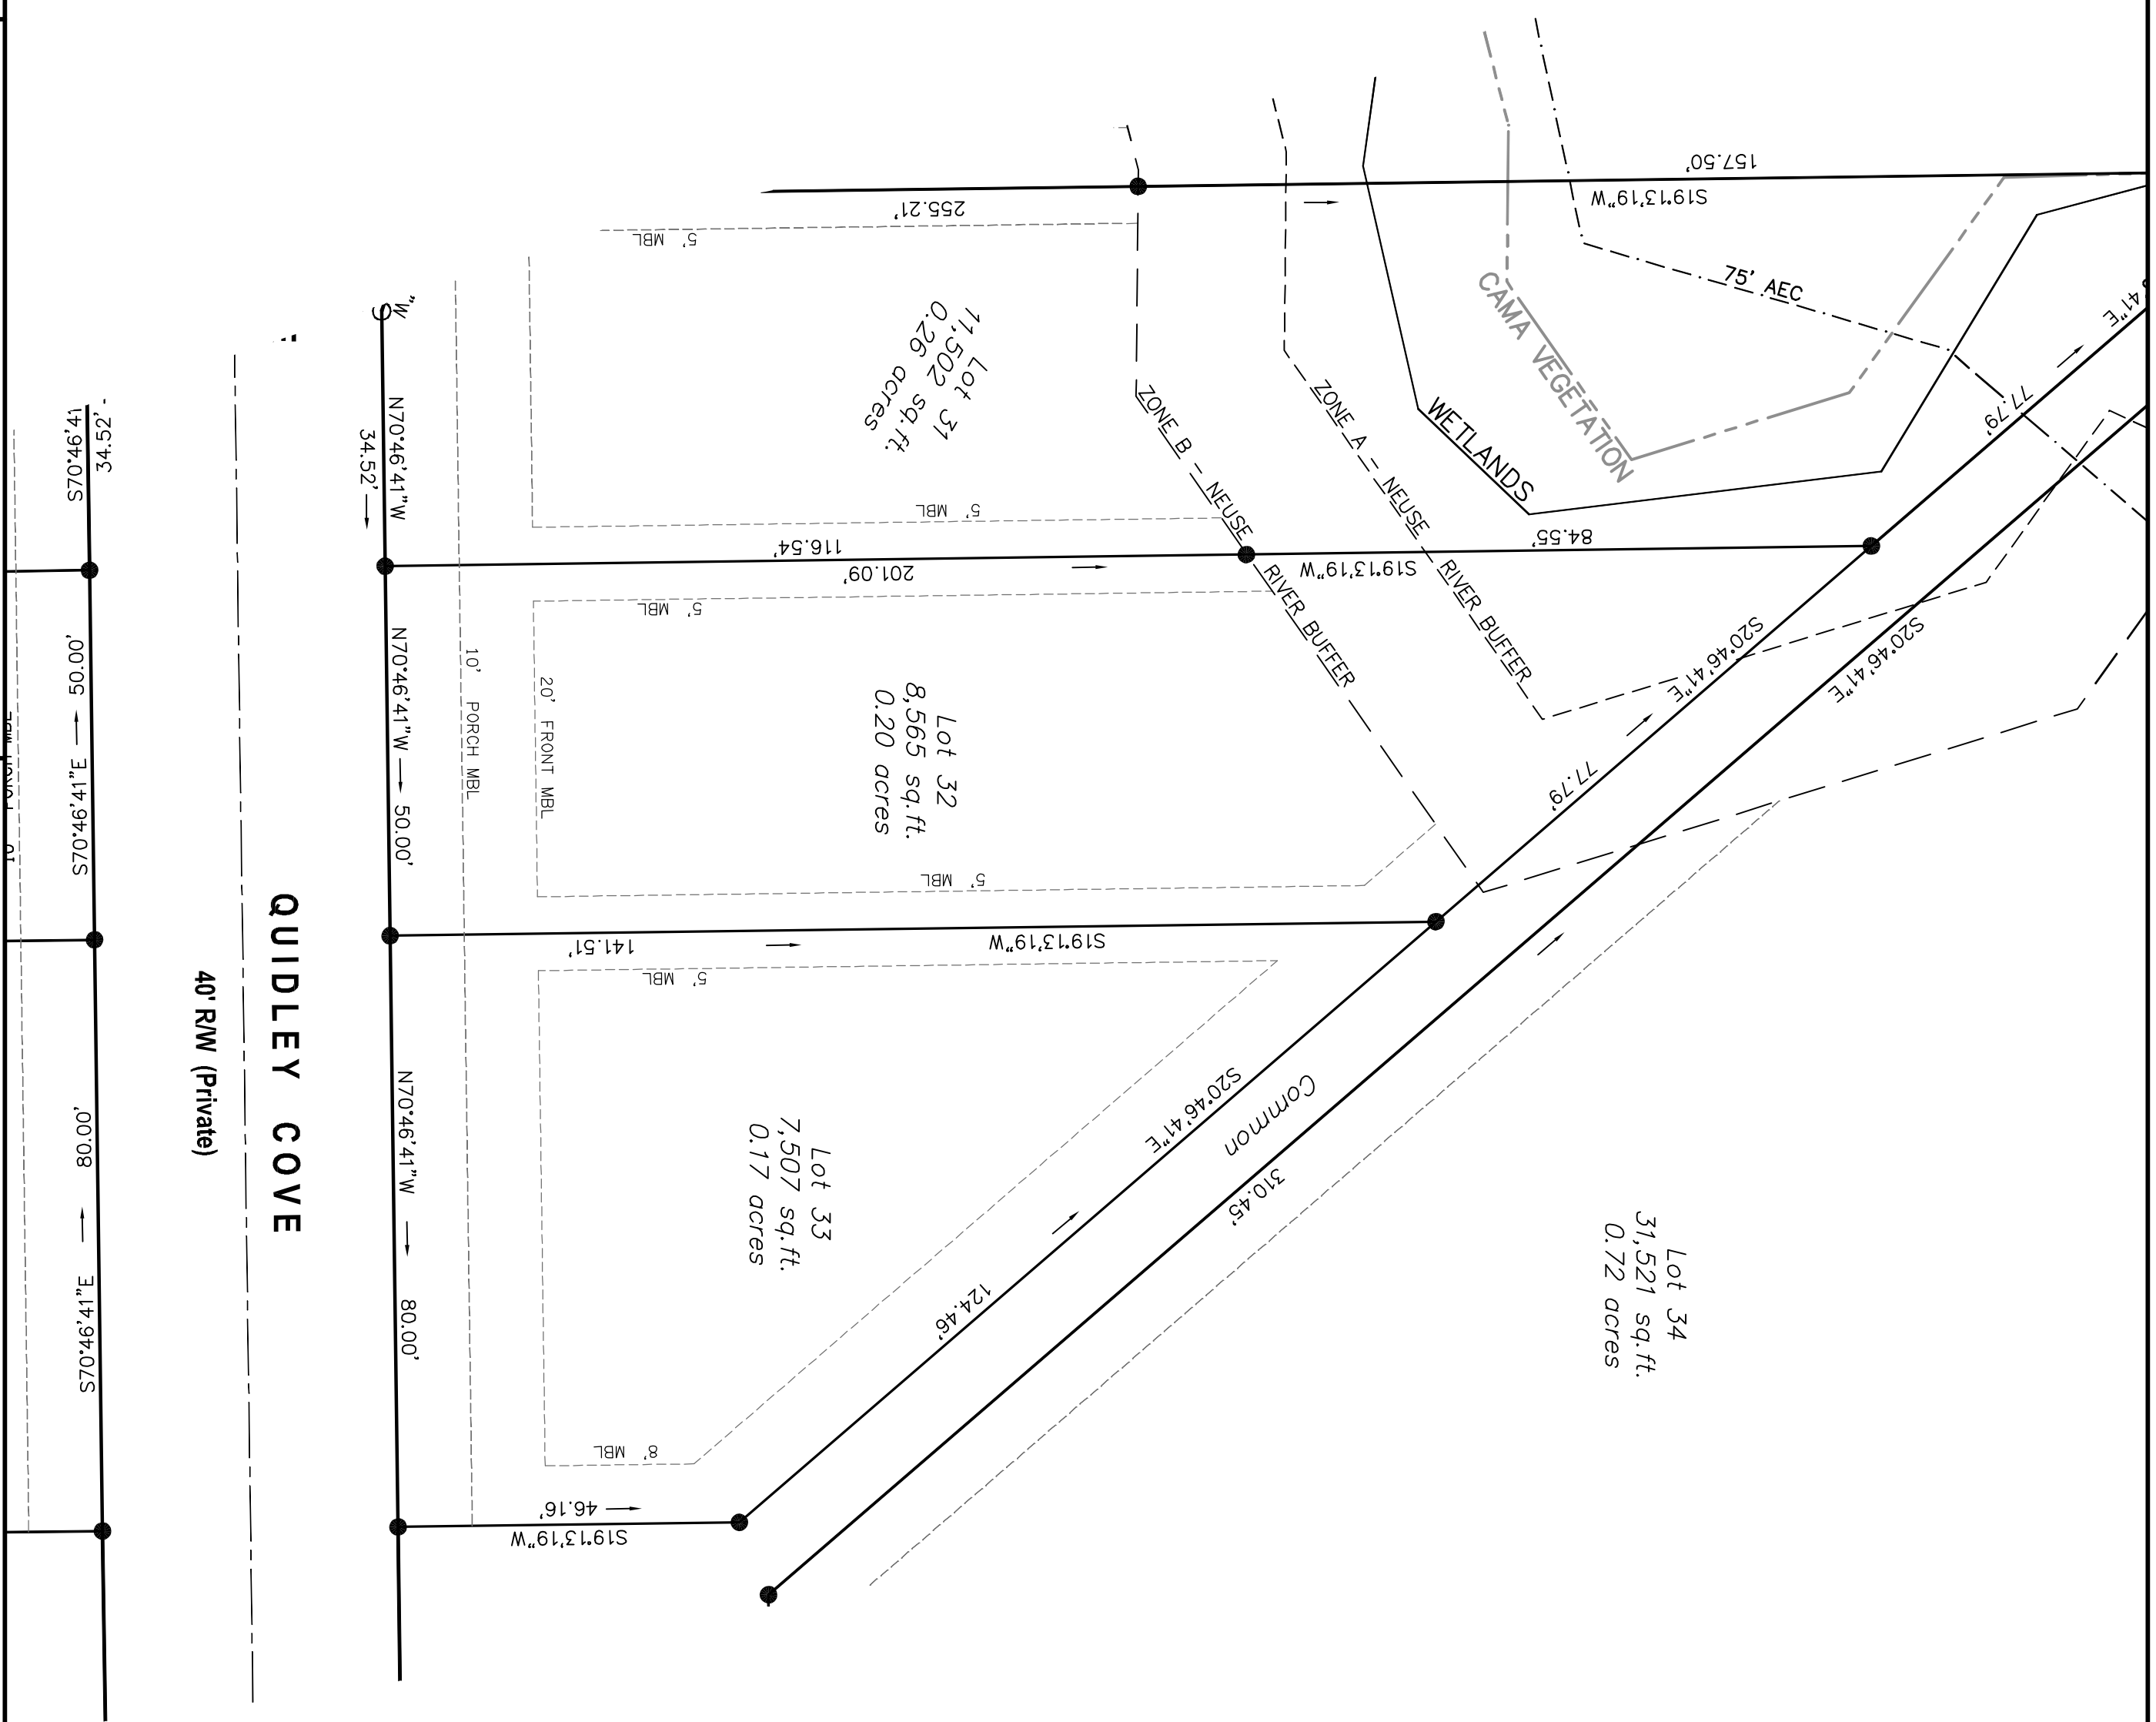 157.50'
S19°13'19"W
255.21'
5' MBL
75' AEC
CAMA VEGETATION
WETLANDS
41"E
77.79'
W"
N70°46'41"W
34.52'
S70°46'41
34.52'
Lot 31
11,502 sq.ft.
0.26 acres
ZONE B - NEUSE RIVER BUFFER
ZONE A - NEUSE RIVER BUFFER
5' MBL
116.54'
84.55'
201.09'
S19°13'19"W
5' MBL
N70°46'41"W
50.00'
S70°46'41"E
50.00'
10' PORCH MBL
20' FRONT MBL
Lot 32
8,565 sq.ft.
0.20 acres
S20°46'41"E
77.79'
S20°46'41"E
5' MBL
141.51'
S19°13'19"W
5' MBL
QUIDLEY COVE
40' R/W (Private)
N70°46'41"W
80.00'
S70°46'41"E
80.00'
Lot 33
7,507 sq.ft.
0.17 acres
S20°46'41"E
124.46'
Common
310.45'
Lot 34
31,521 sq.ft.
0.72 acres
8' MBL
46.16'
S19°13'19"W